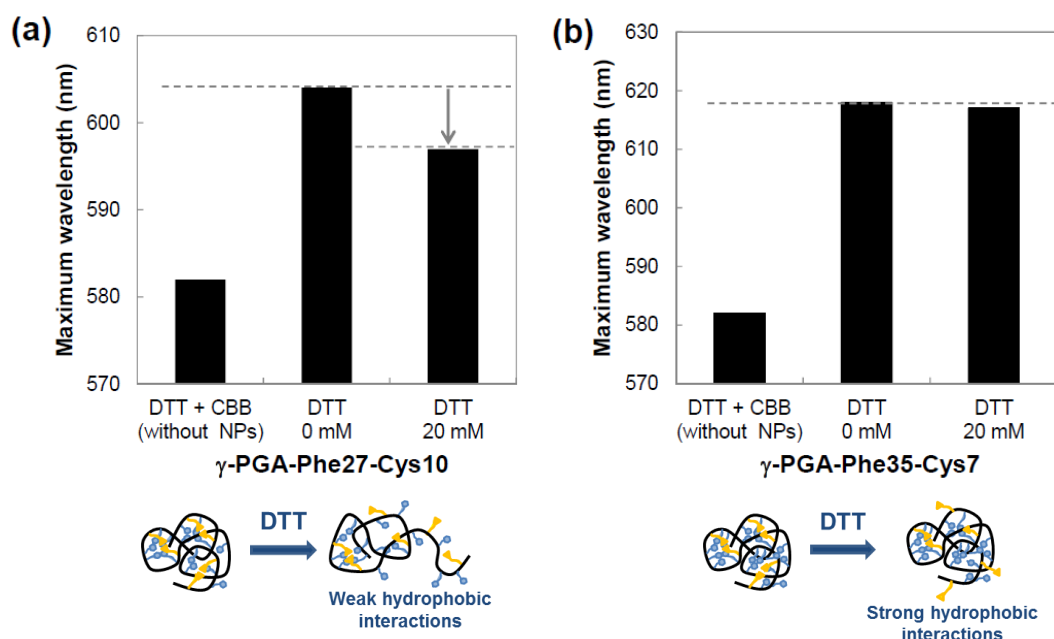 (a)
Maximum wavelength (nm)
610
600
590
580
570
DTT + CBB
(without NPs)
DTT
0 mM
DTT
20 mM
γ-PGA-Phe27-Cys10
DTT
Weak hydrophobic
interactions
(b)
Maximum wavelength (nm)
630
620
610
600
590
580
570
DTT + CBB
(without NPs)
DTT
0 mM
DTT
20 mM
γ-PGA-Phe35-Cys7
DTT
Strong hydrophobic
interactions